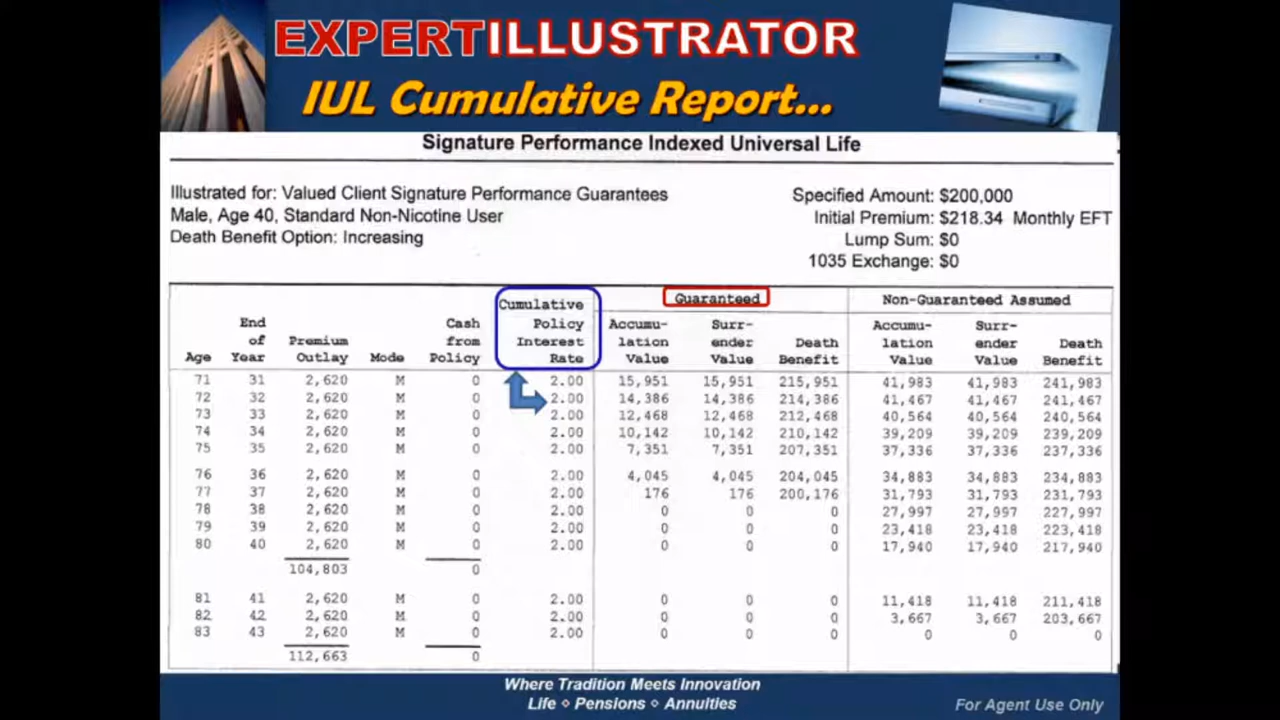 EXPERTILLUSTRATOR
IUL Cumulative Report...
Signature Performance Indexed Universal Life
Illustrated for: Valued Client Signature Performance Guarantees
Male, Age 40, Standard Non-Nicotine User
Death Benefit Option: Increasing
Specified Amount: $200,000
Initial Premium: $218.34 Monthly EFT
Lump Sum: $0
1035 Exchange: $0
Cumulative Guaranteed Non-Guaranteed Assumed
End Cash Policy Accumu- Surr- Accumu- Surr-
of Premium from Interest lation ender Death lation ender Death
Age Year Outlay Mode Policy Rate Value Value Benefit Value Value Benefit
71 31 2,620 M 0 2.00 15,951 15,951 215,951 41,983 41,983 241,983
72 32 2,620 M 0 2.00 14,386 14,386 214,386 41,467 41,467 241,467
73 33 2,620 M 0 2.00 12,468 12,468 212,468 40,564 40,564 240,564
74 34 2,620 M 0 2.00 10,142 10,142 210,142 39,209 39,209 239,209
75 35 2,620 M 0 2.00 7,351 7,351 207,351 37,336 37,336 237,336
76 36 2,620 M 0 2.00 4,045 4,045 204,045 34,883 34,883 234,883
77 37 2,620 M 0 2.00 176 176 200,176 31,793 31,793 231,793
78 38 2,620 M 0 2.00 0 0 0 27,997 27,997 227,997
79 39 2,620 M 0 2.00 0 0 0 23,418 23,418 223,418
80 40 2,620 M 0 2.00 0 0 0 17,940 17,940 217,940
104,803 0
81 41 2,620 M 0 2.00 0 0 0 11,418 11,418 211,418
82 42 2,620 M 0 2.00 0 0 0 3,667 3,667 203,667
83 43 2,620 M 0 2.00 0 0 0 0 0 0
112,663 0
Where Tradition Meets Innovation
Life ⋄ Pensions ⋄ Annuities
For Agent Use Only